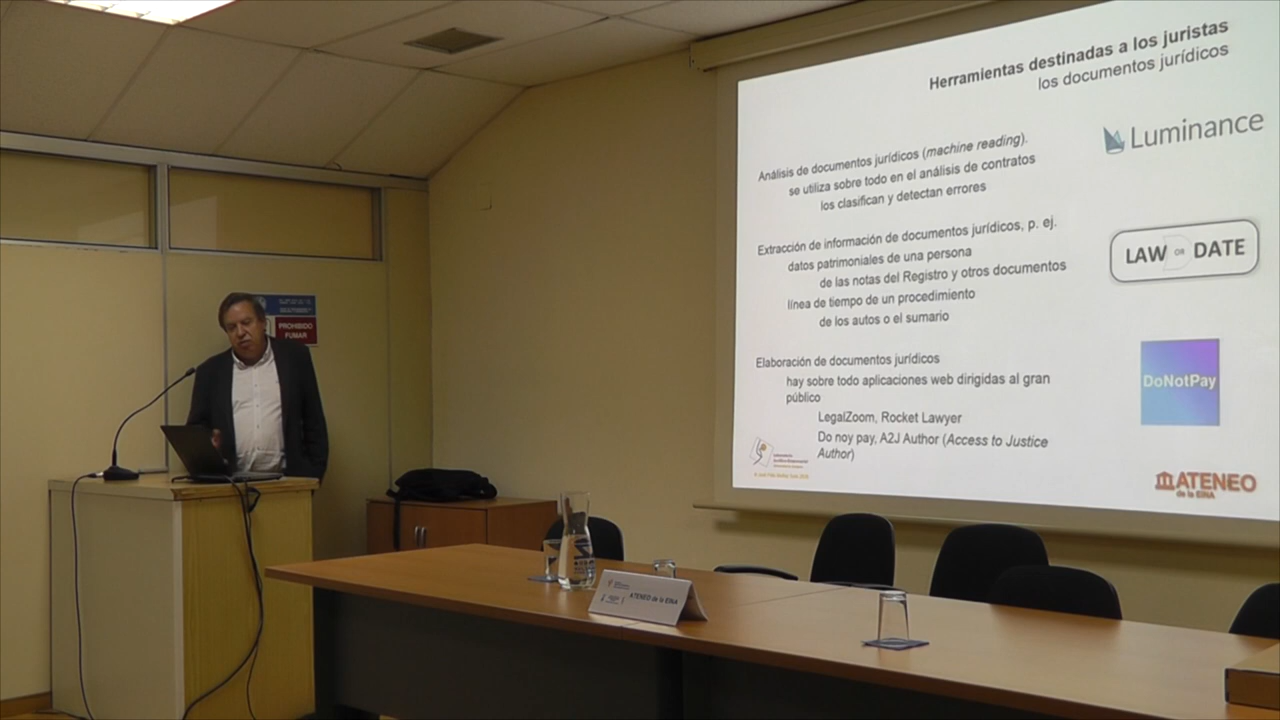 Herramientas destinadas a los juristas
los documentos jurídicos
Luminance
Análisis de documentos jurídicos (machine reading).
se utiliza sobre todo en el análisis de contratos
los clasifican y detectan errores
LAW OR DATE
Extracción de información de documentos jurídicos, p. ej.
datos patrimoniales de una persona
de las notas del Registro y otros documentos
línea de tiempo de un procedimiento
de los autos o el sumario
DoNotPay
Elaboración de documentos jurídicos
hay sobre todo aplicaciones web dirigidas al gran
público
LegalZoom, Rocket Lawyer
Do noy pay, A2J Author (Access to Justice
Author)
ATENEO
de la EINA
PROHIBIDO
FUMAR
ATENEO de la EINA